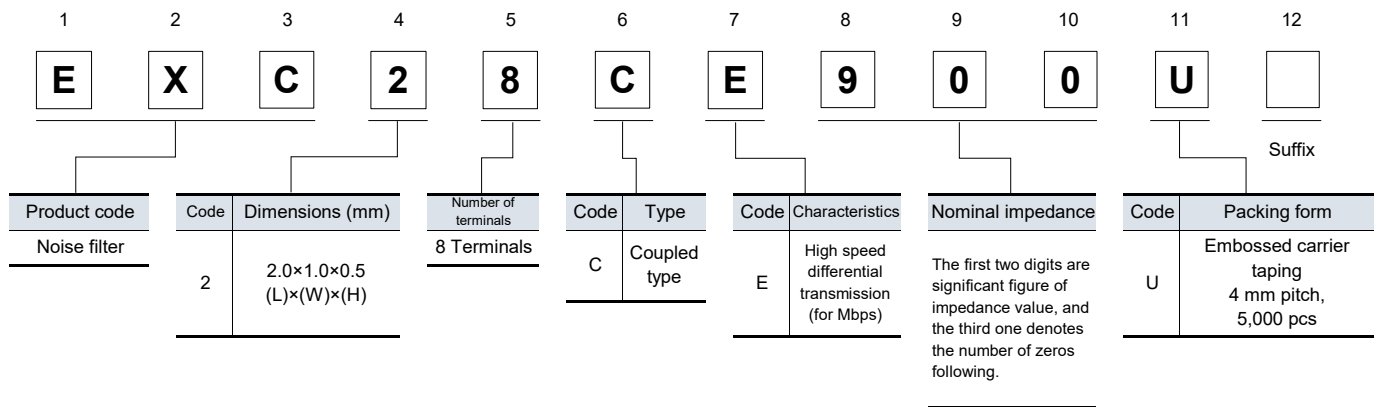 1 2 3 4 5 6 7 8 9 10 11 12
E X C 2 8 C E 9 0 0 U
Suffix
Product code
Noise filter
Code Dimensions (mm)
2 2.0×1.0×0.5
(L)×(W)×(H)
Number of
terminals
8 Terminals
Code Type
C Coupled
type
Code Characteristics
E High speed
differential
transmission
(for Mbps)
Nominal impedance
The first two digits are
significant figure of
impedance value, and
the third one denotes
the number of zeros
following.
Code Packing form
U Embossed carrier
taping
4 mm pitch,
5,000 pcs